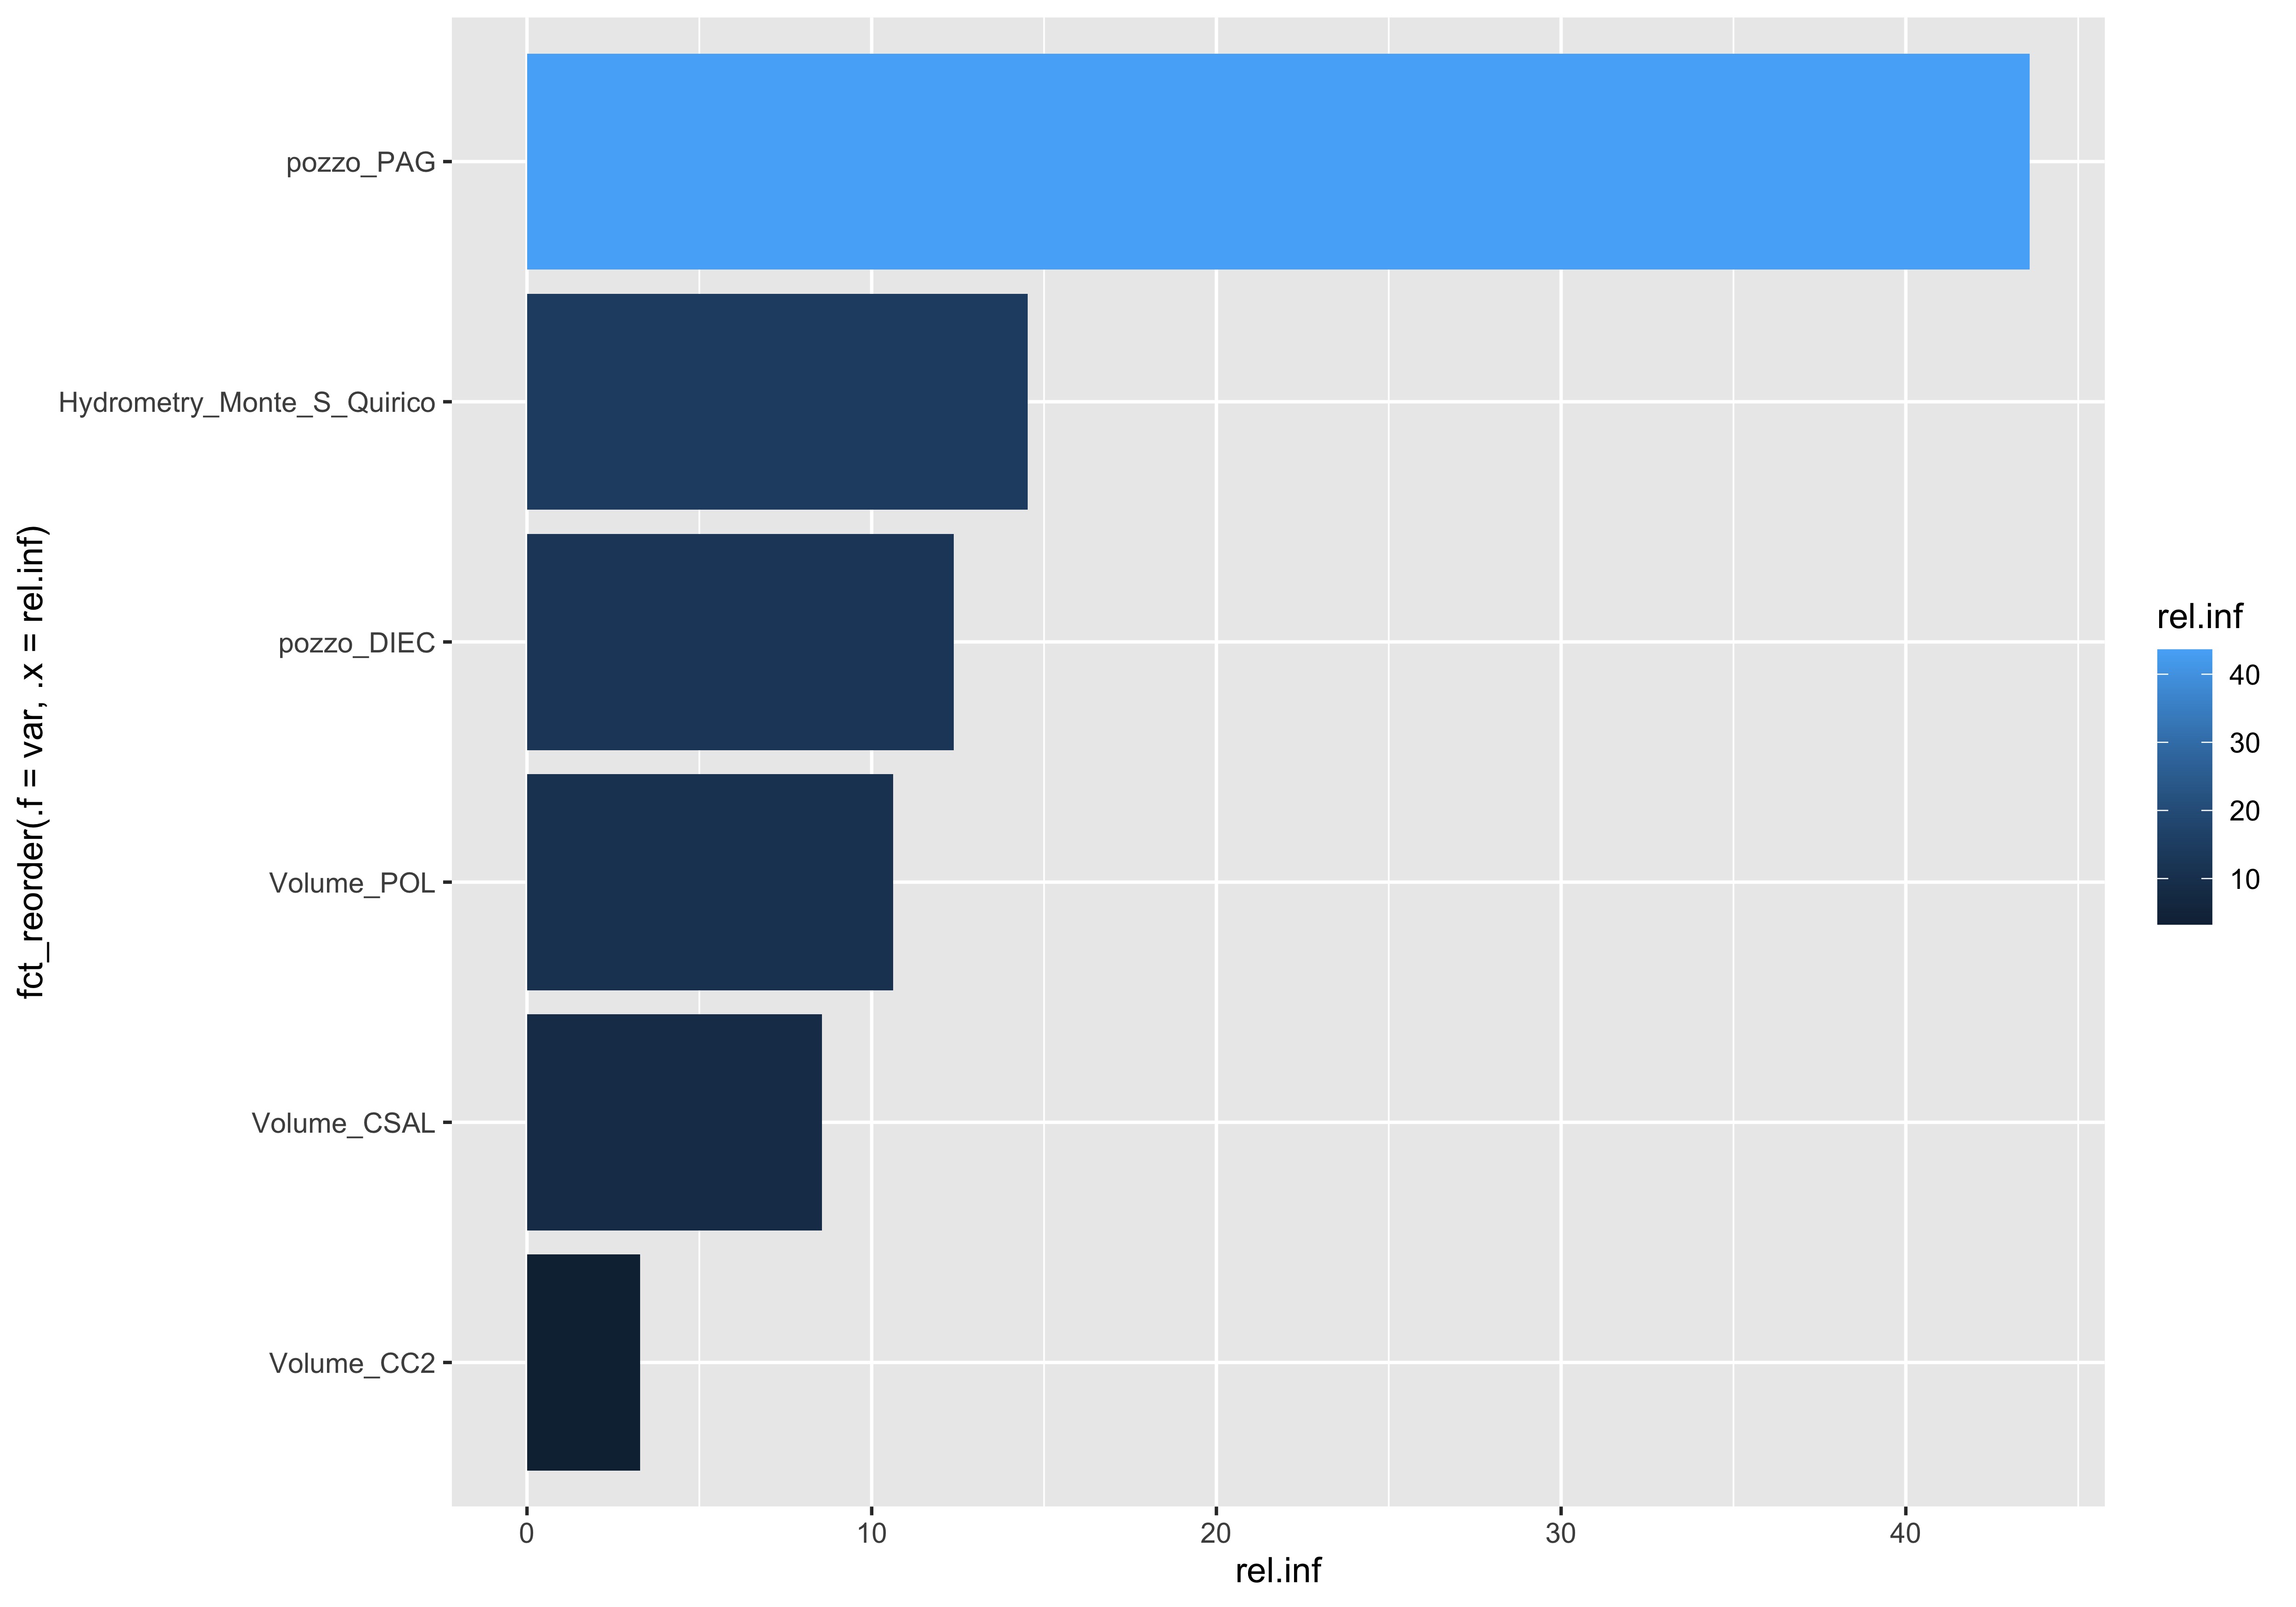 fct_reorder(.f = var, .x = rel.inf)
pozzo_PAG
Hydrometry_Monte_S_Quirico
pozzo_DIEC
Volume_POL
Volume_CSAL
Volume_CC2
0 10 20 30 40
rel.inf
rel.inf
40
30
20
10